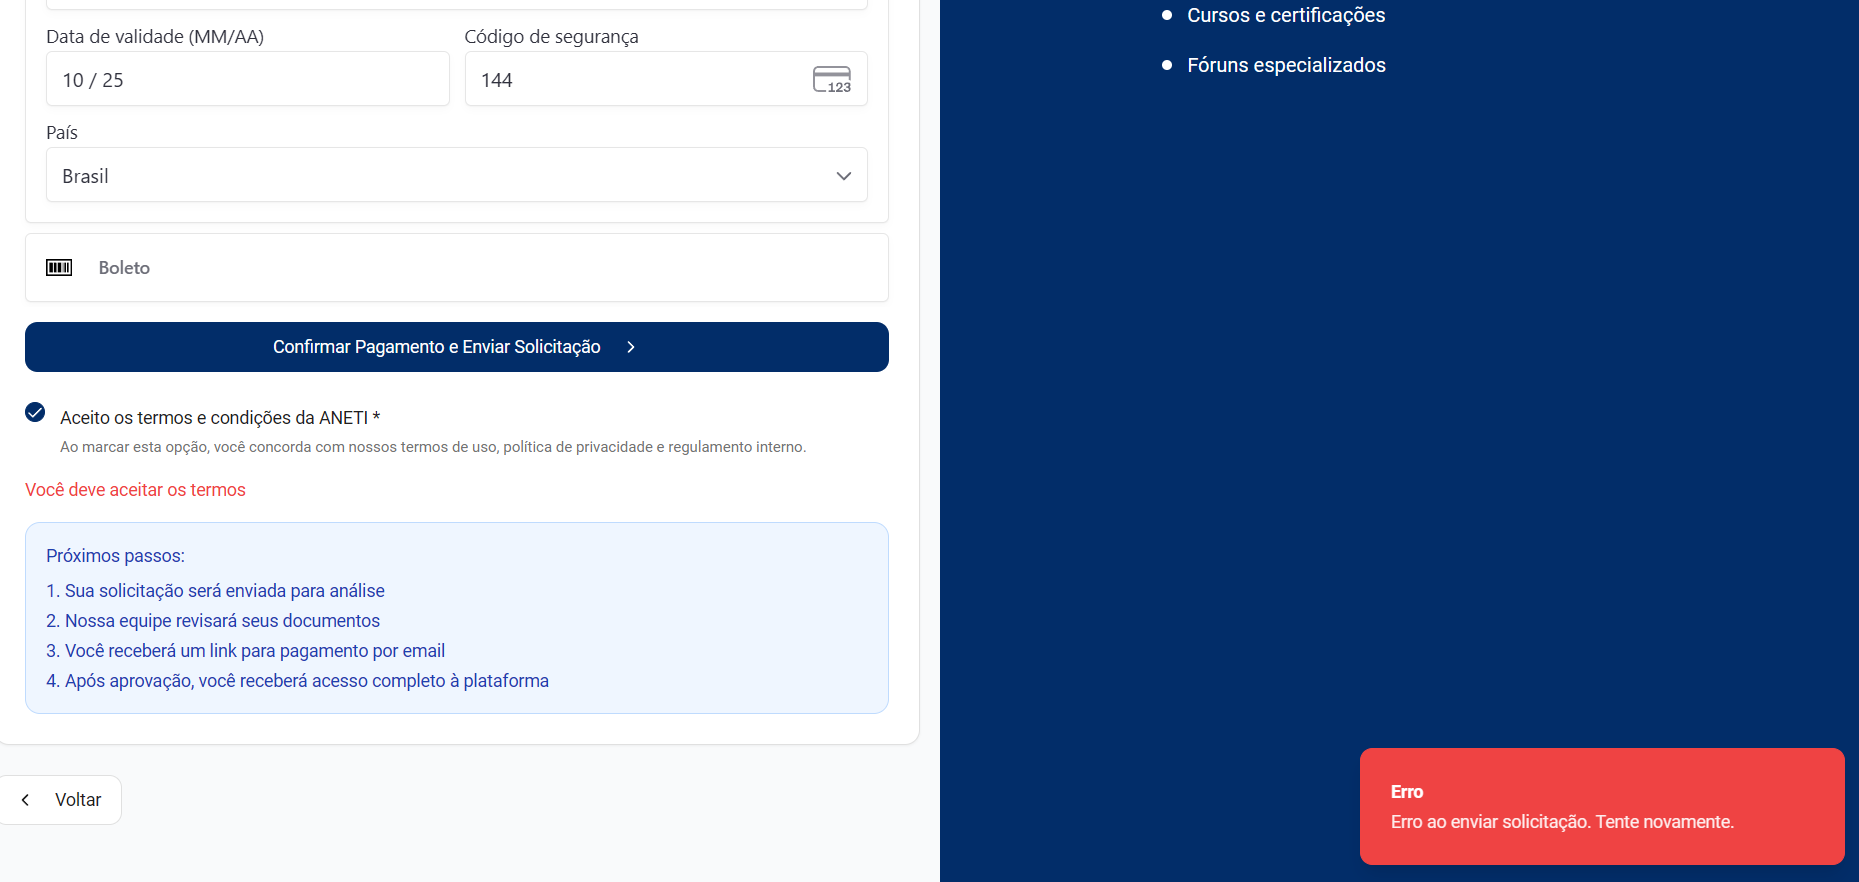 Data de validade (MM/AA)
Código de segurança
10 / 25
144
123
País
Brasil
Boleto
Confirmar Pagamento e Enviar Solicitação
Aceito os termos e condições da ANETI *
Ao marcar esta opção, você concorda com nossos termos de uso, política de privacidade e regulamento interno.
Você deve aceitar os termos
Próximos passos:
1. Sua solicitação será enviada para análise
2. Nossa equipe revisará seus documentos
3. Você receberá um link para pagamento por email
4. Após aprovação, você receberá acesso completo à plataforma
Voltar
Cursos e certificações
Fóruns especializados
Erro
Erro ao enviar solicitação. Tente novamente.